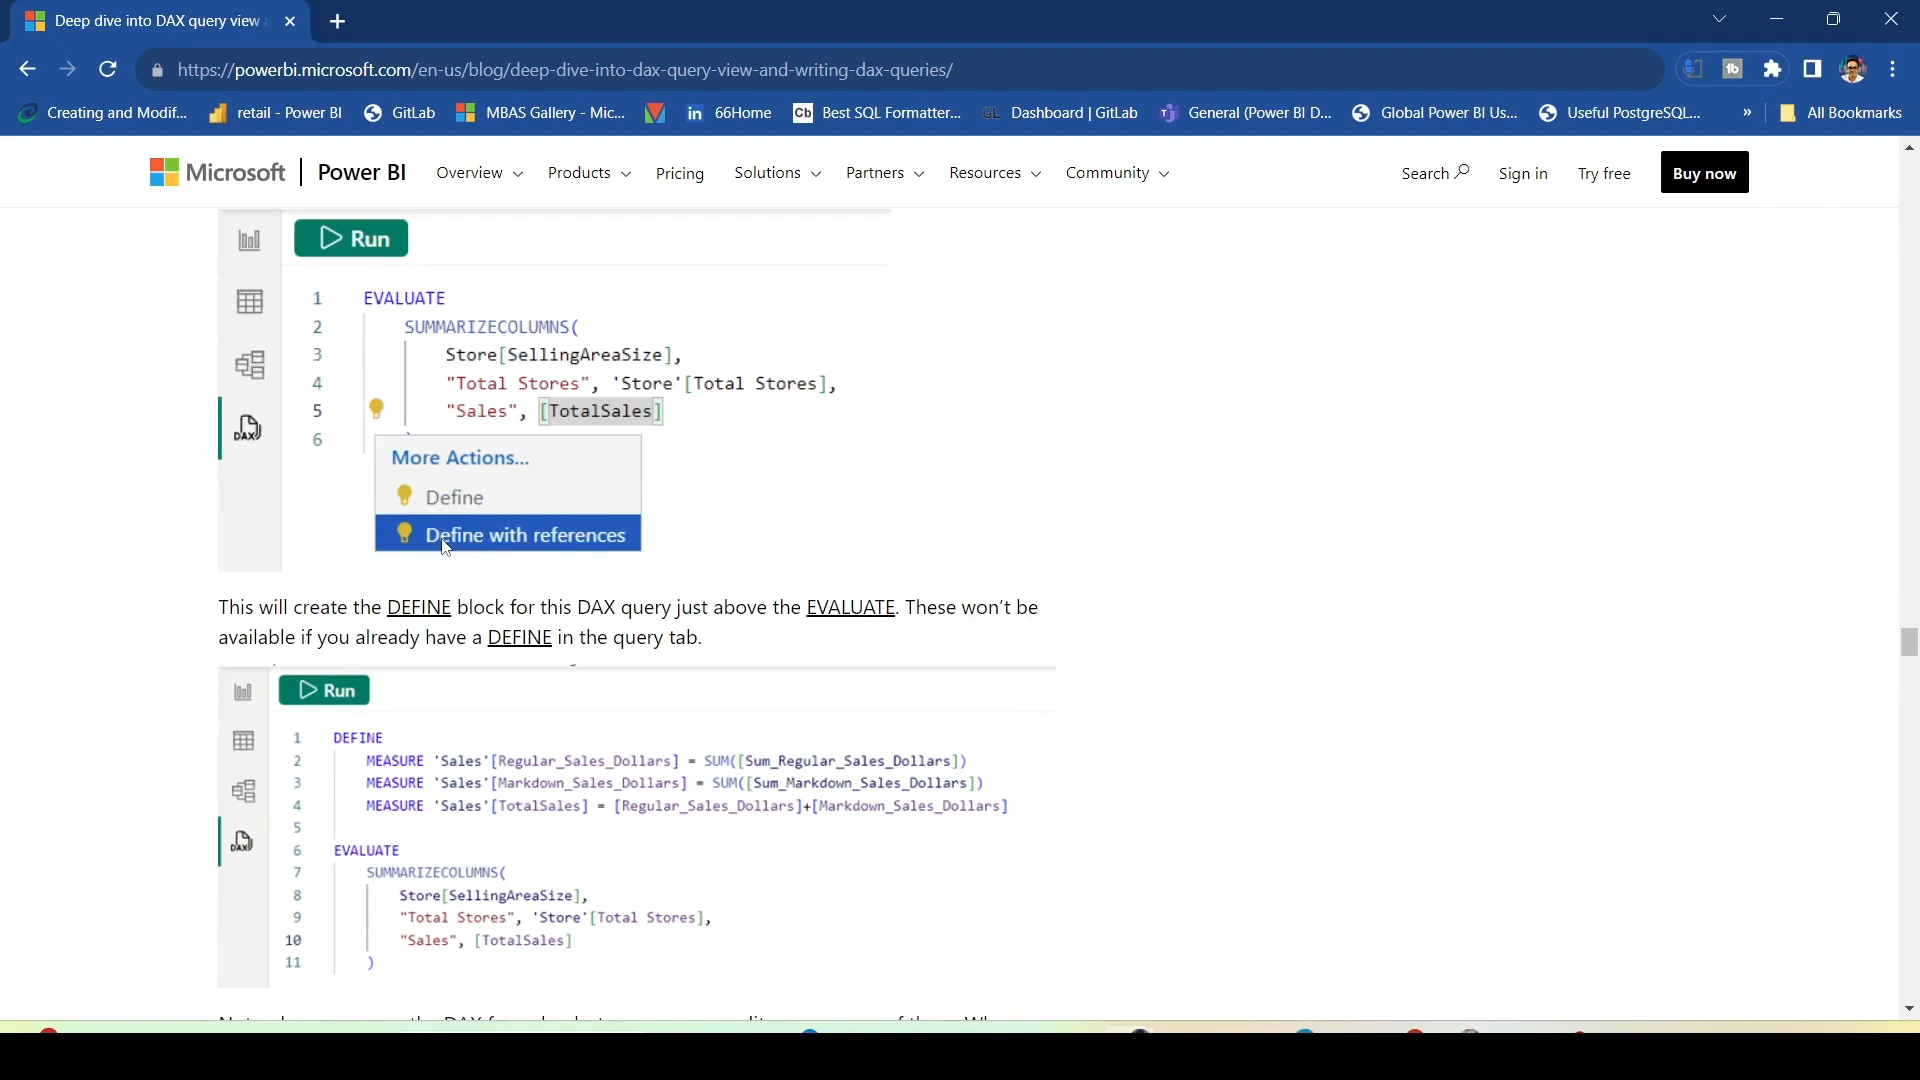 Deep dive into DAX query view a
https://powerbi.microsoft.com/en-us/blog/deep-dive-into-dax-query-view-and-writing-dax-queries/
Creating and Modif... retail - Power BI GitLab MBAS Gallery - Mic... 66Home Cb Best SQL Formatter... GL Dashboard | GitLab General (Power BI D... Global Power BI Us... Useful PostgreSQL... » All Bookmarks
Microsoft Power BI Overview Products Pricing Solutions Partners Resources Community Search Sign in Try free Buy now
Run
1 EVALUATE
2 SUMMARIZECOLUMNS(
3 Store[SellingAreaSize],
4 "Total Stores", 'Store'[Total Stores],
5 "Sales", [TotalSales]
DAX
6
More Actions...
Define
Define with references
This will create the DEFINE block for this DAX query just above the EVALUATE. These won't be
available if you already have a DEFINE in the query tab.
Run
1 DEFINE
2 MEASURE 'Sales'[Regular_Sales_Dollars] = SUM([Sum_Regular_Sales_Dollars])
3 MEASURE 'Sales'[Markdown_Sales_Dollars] = SUM([Sum_Markdown_Sales_Dollars])
4 MEASURE 'Sales'[TotalSales] = [Regular_Sales_Dollars]+[Markdown_Sales_Dollars]
5
DAX
6 EVALUATE
7 SUMMARIZECOLUMNS(
8 Store[SellingAreaSize],
9 "Total Stores", 'Store'[Total Stores],
10 "Sales", [TotalSales]
11 )